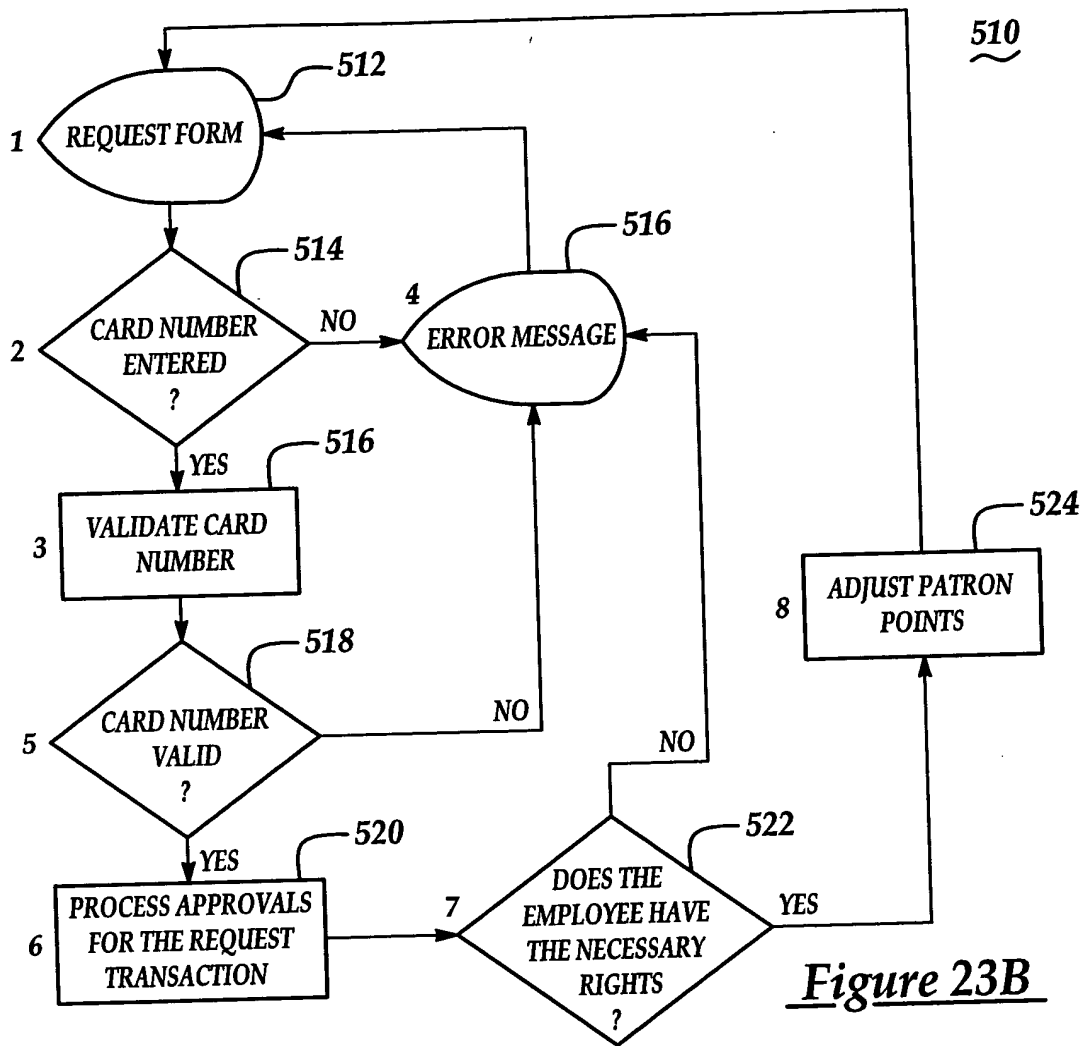 510
512
1
REQUEST FORM
514
516
2
CARD NUMBER
ENTERED
?
NO
4
ERROR MESSAGE
YES
516
3
VALIDATE CARD
NUMBER
524
8
ADJUST PATRON
POINTS
518
5
CARD NUMBER
VALID
?
NO
NO
YES
520
6
PROCESS APPROVALS
FOR THE REQUEST
TRANSACTION
522
7
DOES THE
EMPLOYEE HAVE
THE NECESSARY
RIGHTS
?
YES
Figure 23B